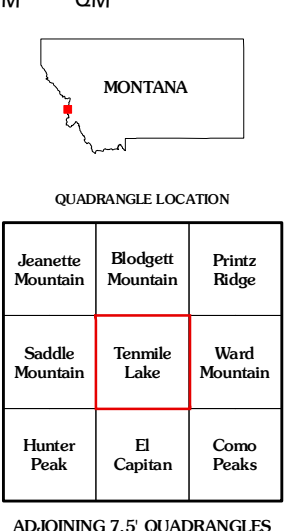 QM
MONTANA
QUADRANGLE LOCATION
Jeanette Mountain
Blodgett Mountain
Printz Ridge
Saddle Mountain
Tenmile Lake
Ward Mountain
Hunter Peak
El Capitan
Como Peaks
ADJOINING 7.5' QUADRANGLES